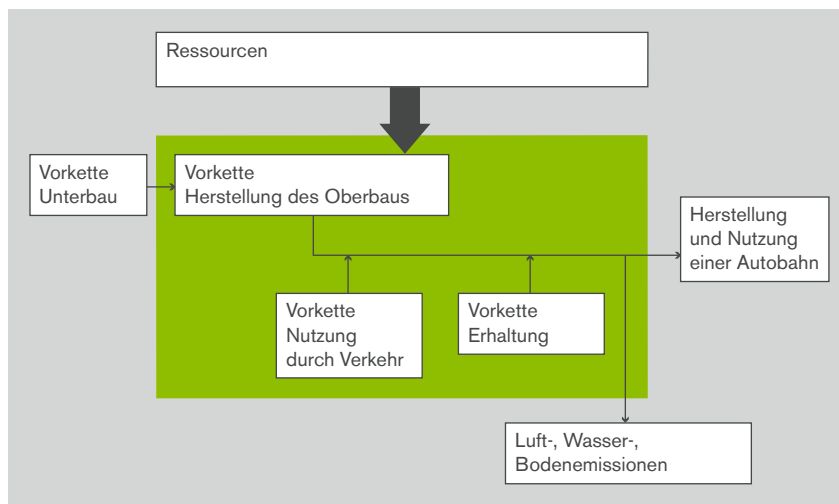 Ressourcen
Vorkette
Unterbau
Vorkette
Herstellung des Oberbaus
Herstellung
und Nutzung
einer Autobahn
Vorkette
Nutzung
durch Verkehr
Vorkette
Erhaltung
Luft-, Wasser-,
Bodenemissionen